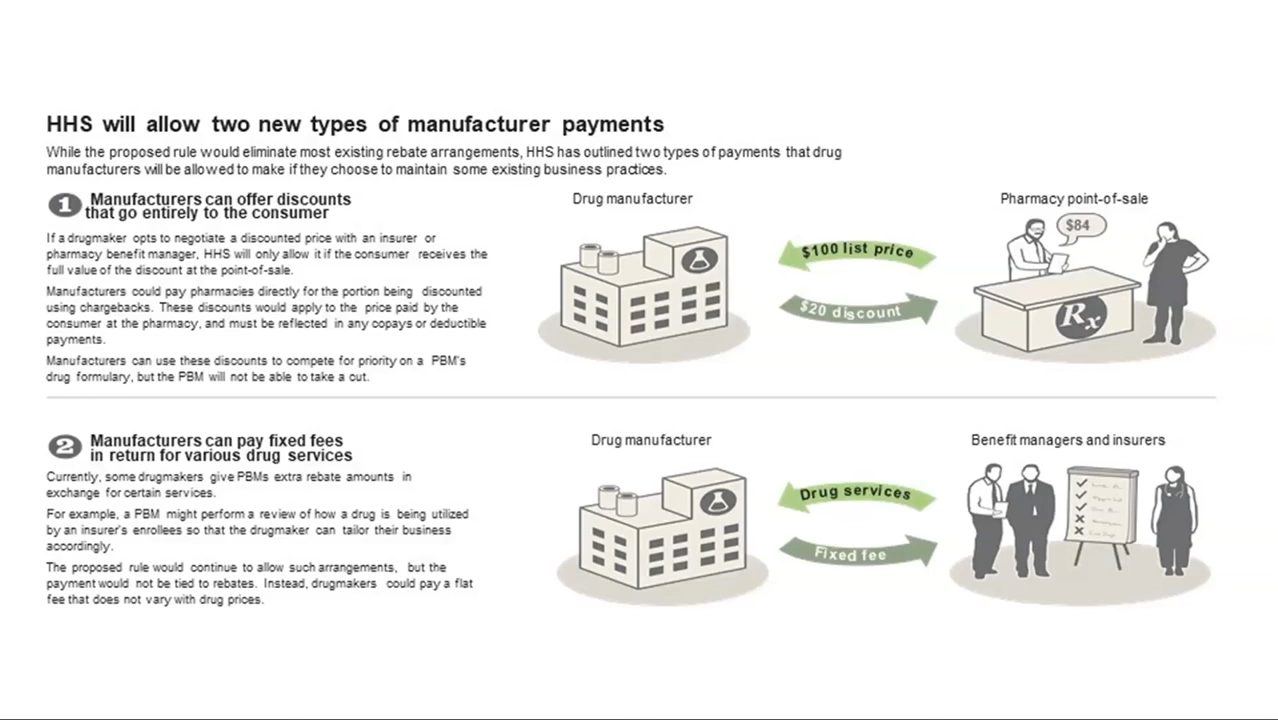 HHS will allow two new types of manufacturer payments
While the proposed rule would eliminate most existing rebate arrangements, HHS has outlined two types of payments that drug
manufacturers will be allowed to make if they choose to maintain some existing business practices.
1 Manufacturers can offer discounts
that go entirely to the consumer
If a drugmaker opts to negotiate a discounted price with an insurer or
pharmacy benefit manager, HHS will only allow it if the consumer receives the
full value of the discount at the point-of-sale.
Manufacturers could pay pharmacies directly for the portion being discounted
using chargebacks. These discounts would apply to the price paid by the
consumer at the pharmacy, and must be reflected in any copays or deductible
payments.
Manufacturers can use these discounts to compete for priority on a PBM's
drug formulary, but the PBM will not be able to take a cut.
Drug manufacturer
$100 list price
$20 discount
Pharmacy point-of-sale
$84
Rx
2 Manufacturers can pay fixed fees
in return for various drug services
Currently, some drugmakers give PBMs extra rebate amounts in
exchange for certain services.
For example, a PBM might perform a review of how a drug is being utilized
by an insurer's enrollees so that the drugmaker can tailor their business
accordingly.
The proposed rule would continue to allow such arrangements, but the
payment would not be tied to rebates. Instead, drugmakers could pay a flat
fee that does not vary with drug prices.
Drug manufacturer
Drug services
Fixed fee
Benefit managers and insurers